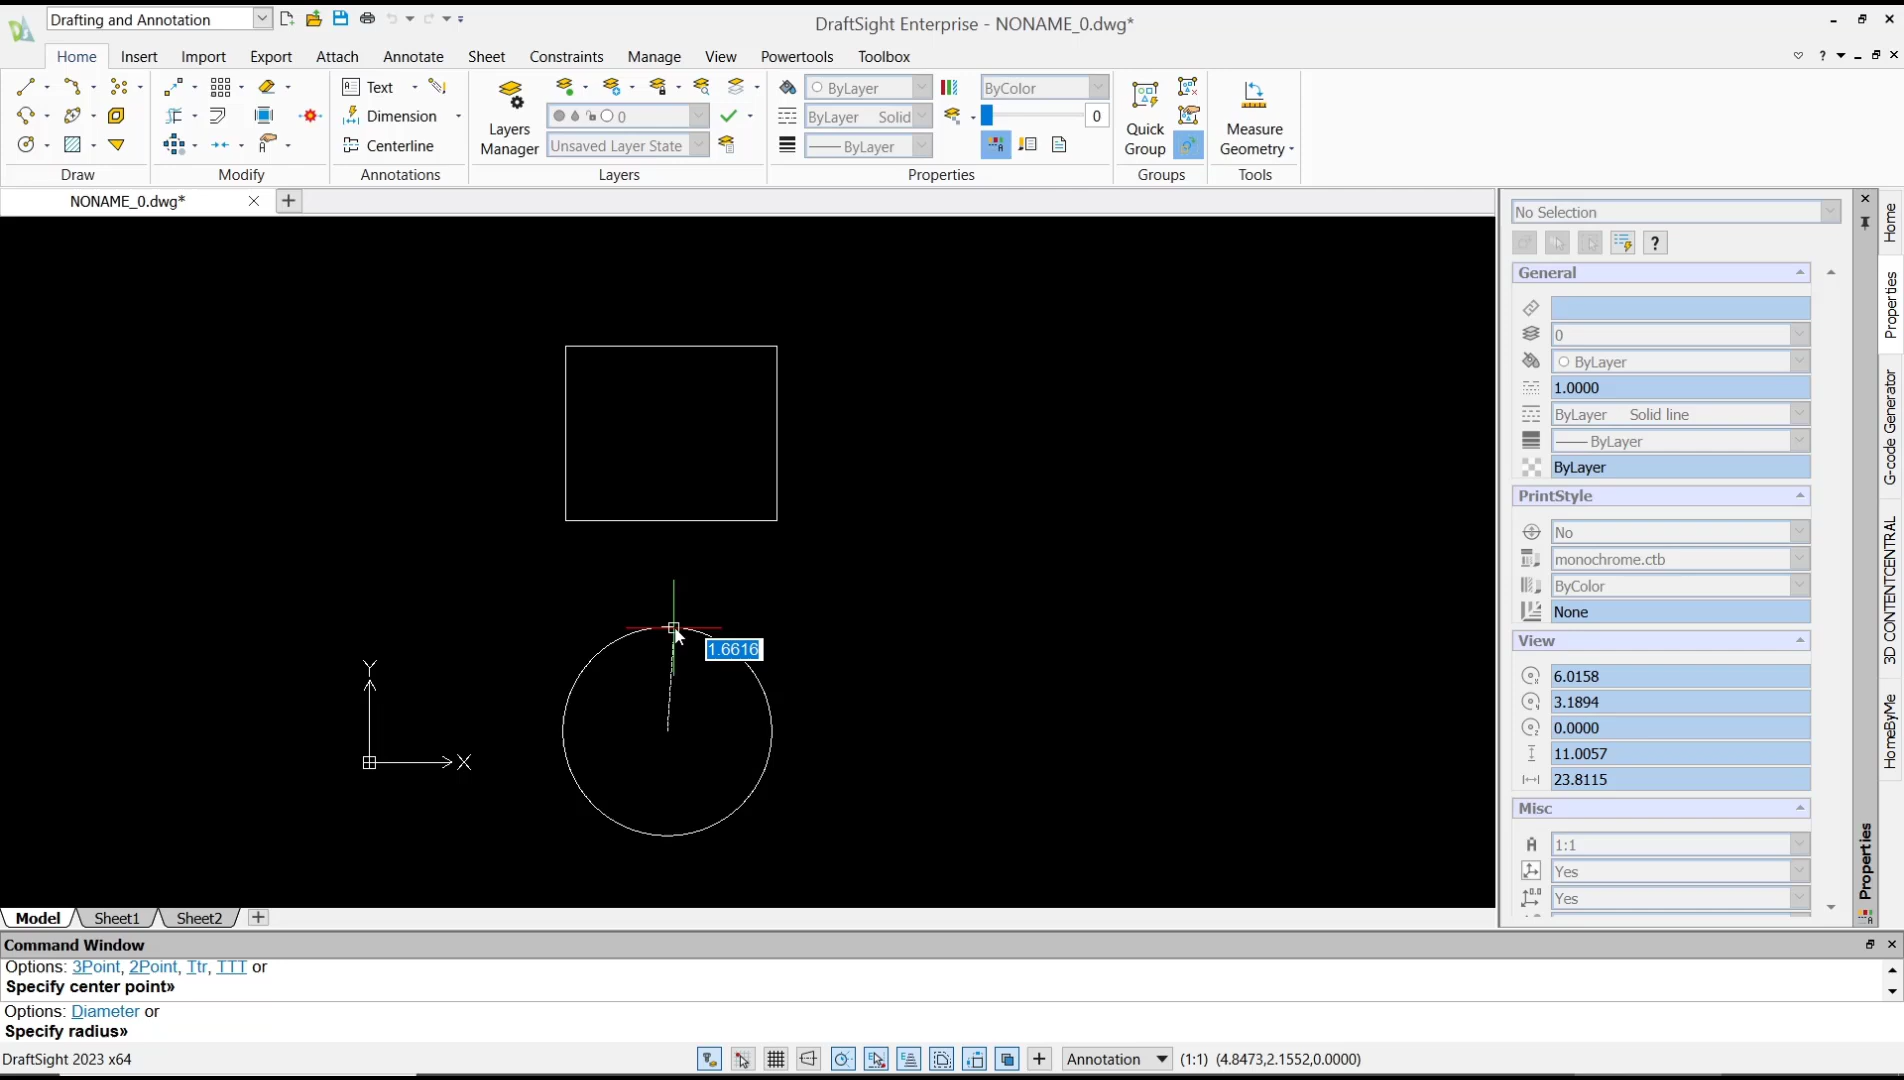 Drafting and Annotation
DraftSight Enterprise - NONAME_0.dwg*
Home Insert Import Export Attach Annotate Sheet Constraints Manage View Powertools Toolbox
Text
Dimension
Centerline
Layers
Manager
0
Unsaved Layer State
ByLayer
ByLayer Solid
ByLayer
ByColor
0
Quick
Group
Measure
Geometry
Draw Modify Annotations Layers Properties Groups Tools
NONAME_0.dwg*
No Selection
General
0
ByLayer
1.0000
ByLayer Solid line
ByLayer
ByLayer
PrintStyle
No
monochrome.ctb
ByColor
None
View
6.0158
3.1894
0.0000
11.0057
23.8115
Misc
1:1
Yes
Yes
Properties
Home
Properties
G-code Generator
3D CONTENTCENTRAL
HomeByMe
1.6616
Y
X
Model Sheet1 Sheet2
Command Window
Options: 3Point, 2Point, Ttr, TTT or
Specify center point»
Options: Diameter or
Specify radius»
DraftSight 2023 x64
Annotation (1:1) (4.8473,2.1552,0.0000)